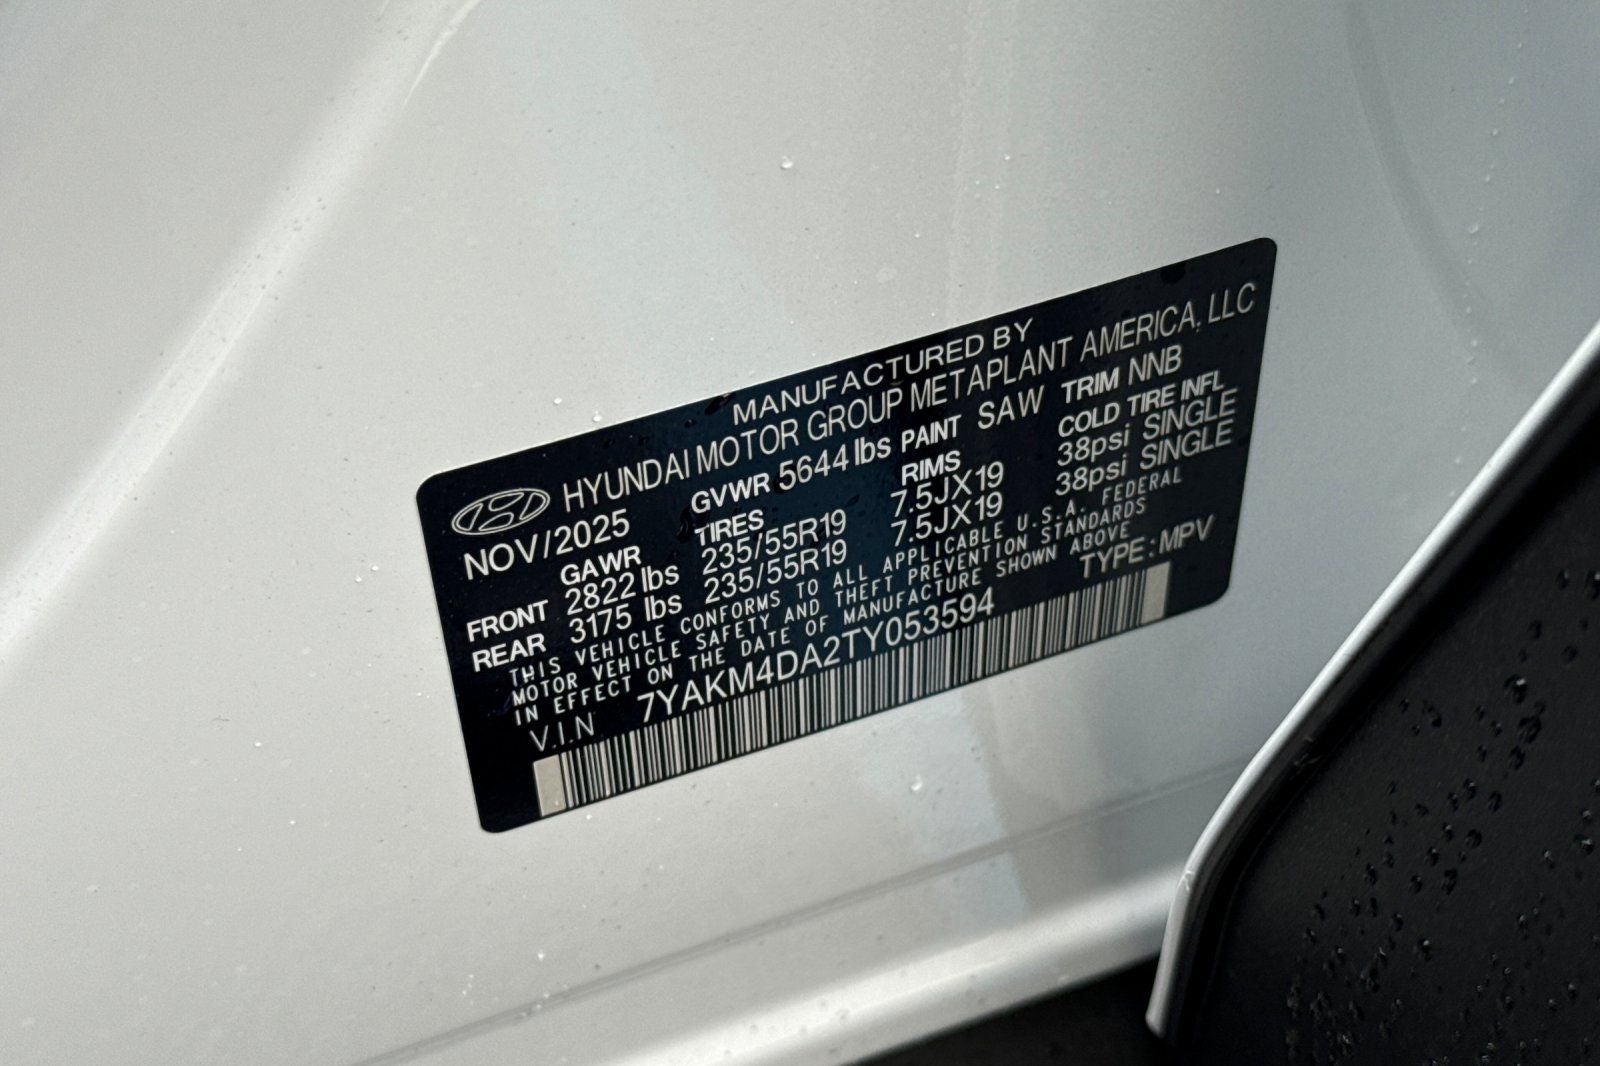 MANUFACTURED BY
HYUNDAI MOTOR GROUP METAPLANT AMERICA, LLC
NOV/2025 GVWR 5644 lbs PAINT SAW TRIM NNB
GAWR TIRES RIMS COLD TIRE INFL
FRONT 2822 lbs 235/55R19 7.5JX19 38psi SINGLE
REAR 3175 lbs 235/55R19 7.5JX19 38psi SINGLE
THIS VEHICLE CONFORMS TO ALL APPLICABLE U.S.A. FEDERAL
MOTOR VEHICLE SAFETY AND THEFT PREVENTION STANDARDS
IN EFFECT ON THE DATE OF MANUFACTURE SHOWN ABOVE
V.I.N 7YAKM4DA2TY053594 TYPE: MPV